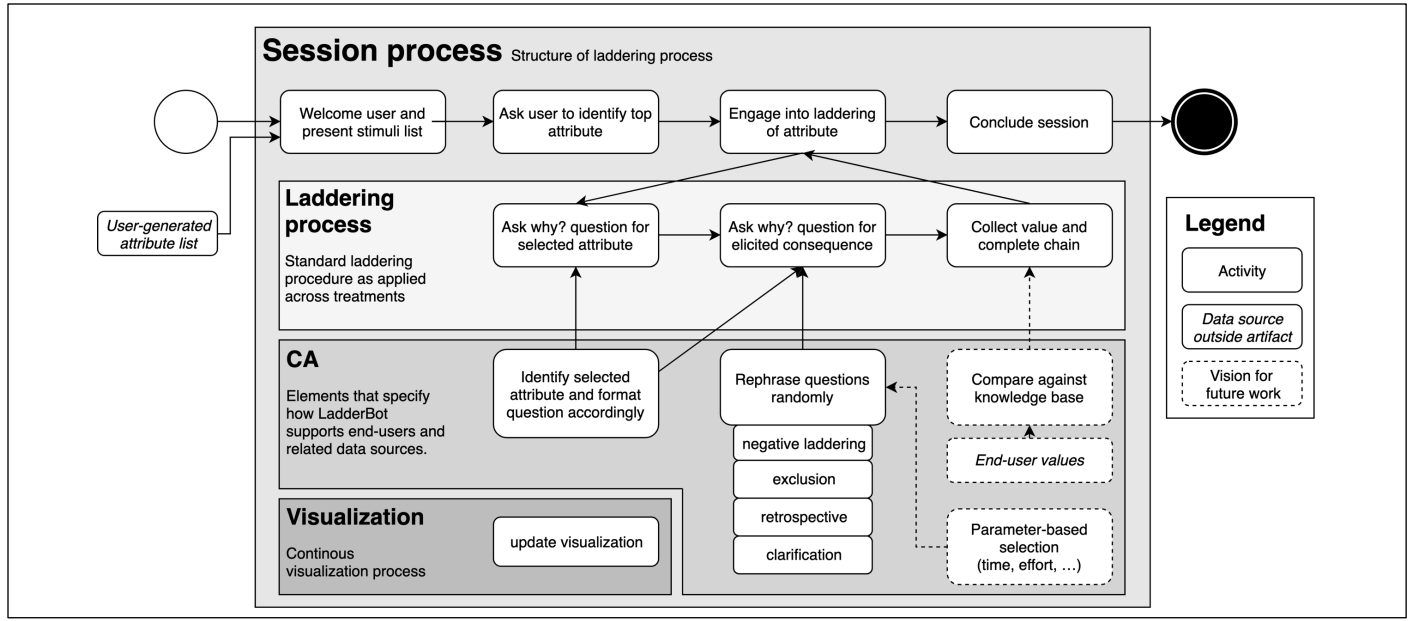 Session process Structure of laddering process
Welcome user and
present stimuli list
Ask user to identify top
attribute
Engage into laddering
of attribute
Conclude session
User-generated
attribute list
Laddering
process
Standard laddering
procedure as applied
across treatments
Ask why? question for
selected attribute
Ask why? question for
elicited consequence
Collect value and
complete chain
CA
Elements that specify
how LadderBot
supports end-users and
related data sources.
Identify selected
attribute and format
question accordingly
Rephrase questions
randomly
negative laddering
exclusion
retrospective
clarification
Compare against
knowledge base
End-user values
Parameter-based
selection
(time, effort, …)
Visualization
Continous
visualization process
update visualization
Legend
Activity
Data source
outside artifact
Vision for
future work